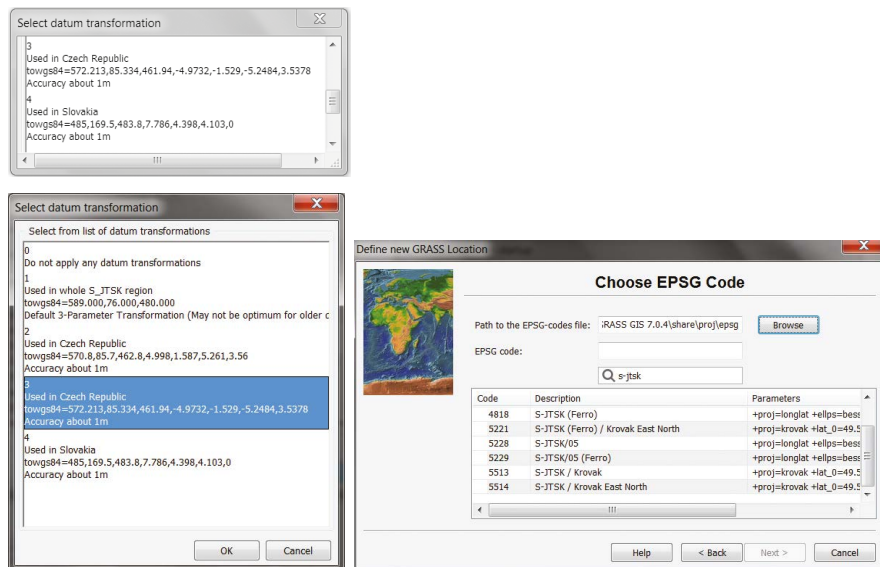 Select datum transformation
3
Used in Czech Republic
towgs84=572.213,85.334,461.94,-4.9732,-1.529,-5.2484,3.5378
Accuracy about 1m
4
Used in Slovakia
towgs84=485,169.5,483.8,7.786,4.398,4.103,0
Accuracy about 1m
Select datum transformation
Select from list of datum transformations
0
Do not apply any datum transformations
1
Used in whole S_JTSK region
towgs84=589.000,76.000,480.000
Default 3-Parameter Transformation (May not be optimum for older
2
Used in Czech Republic
towgs84=570.8,85.7,462.8,4.998,1.587,5.261,3.56
Accuracy about 1m
3
Used in Czech Republic
towgs84=572.213,85.334,461.94,-4.9732,-1.529,-5.2484,3.5378
Accuracy about 1m
4
Used in Slovakia
towgs84=485,169.5,483.8,7.786,4.398,4.103,0
Accuracy about 1m
OK Cancel
Define new GRASS Location
Choose EPSG Code
Path to the EPSG-codes file: GRASS GIS 7.0.4\share\proj\epsg Browse
EPSG code:
s-jtsk
Code Description Parameters
4818 S-JTSK (Ferro) +proj=longlat +ellps=bess
5221 S-JTSK (Ferro) / Krovak East North +proj=krovak +lat_0=49.5
5228 S-JTSK/05 +proj=longlat +ellps=bess
5229 S-JTSK/05 (Ferro) +proj=longlat +ellps=bess
5513 S-JTSK / Krovak +proj=krovak +lat_0=49.5
5514 S-JTSK / Krovak East North +proj=krovak +lat_0=49.5
Help < Back Next > Cancel